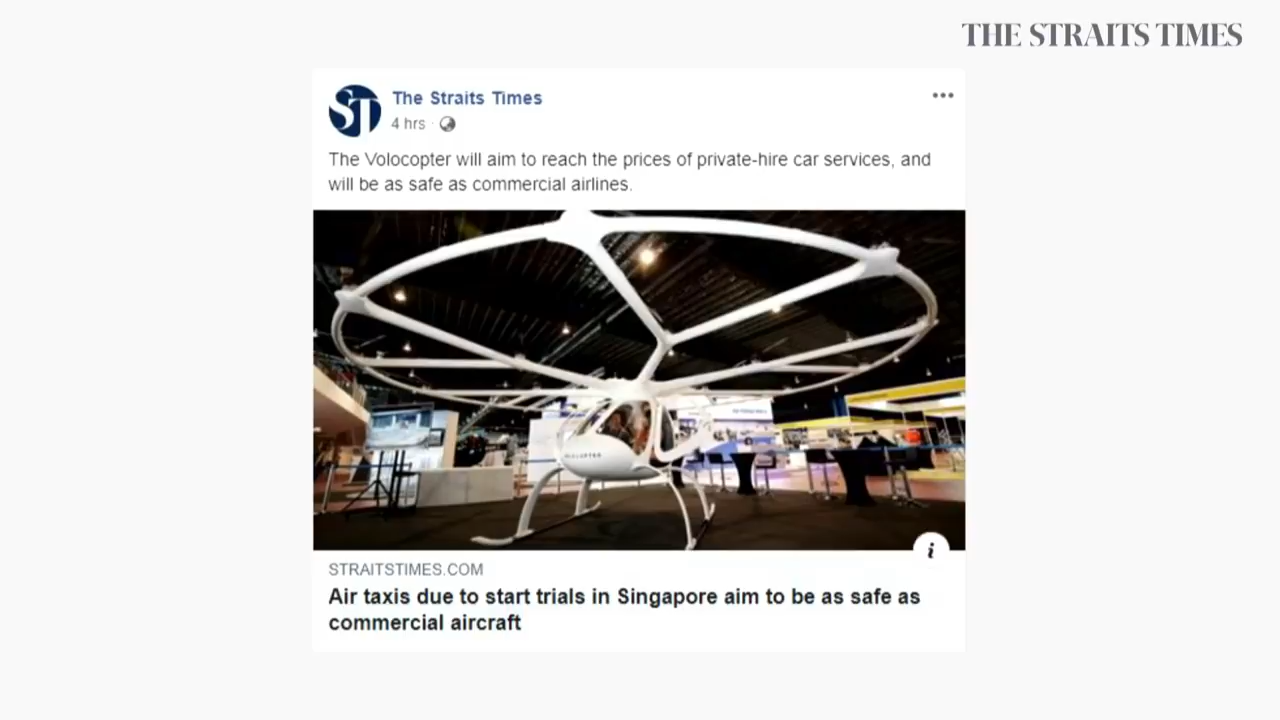 THE STRAITS TIMES
ST
The Straits Times
4 hrs ·
The Volocopter will aim to reach the prices of private-hire car services, and
will be as safe as commercial airlines.
VOLOCOPTER
i
STRAITSTIMES.COM
Air taxis due to start trials in Singapore aim to be as safe as
commercial aircraft